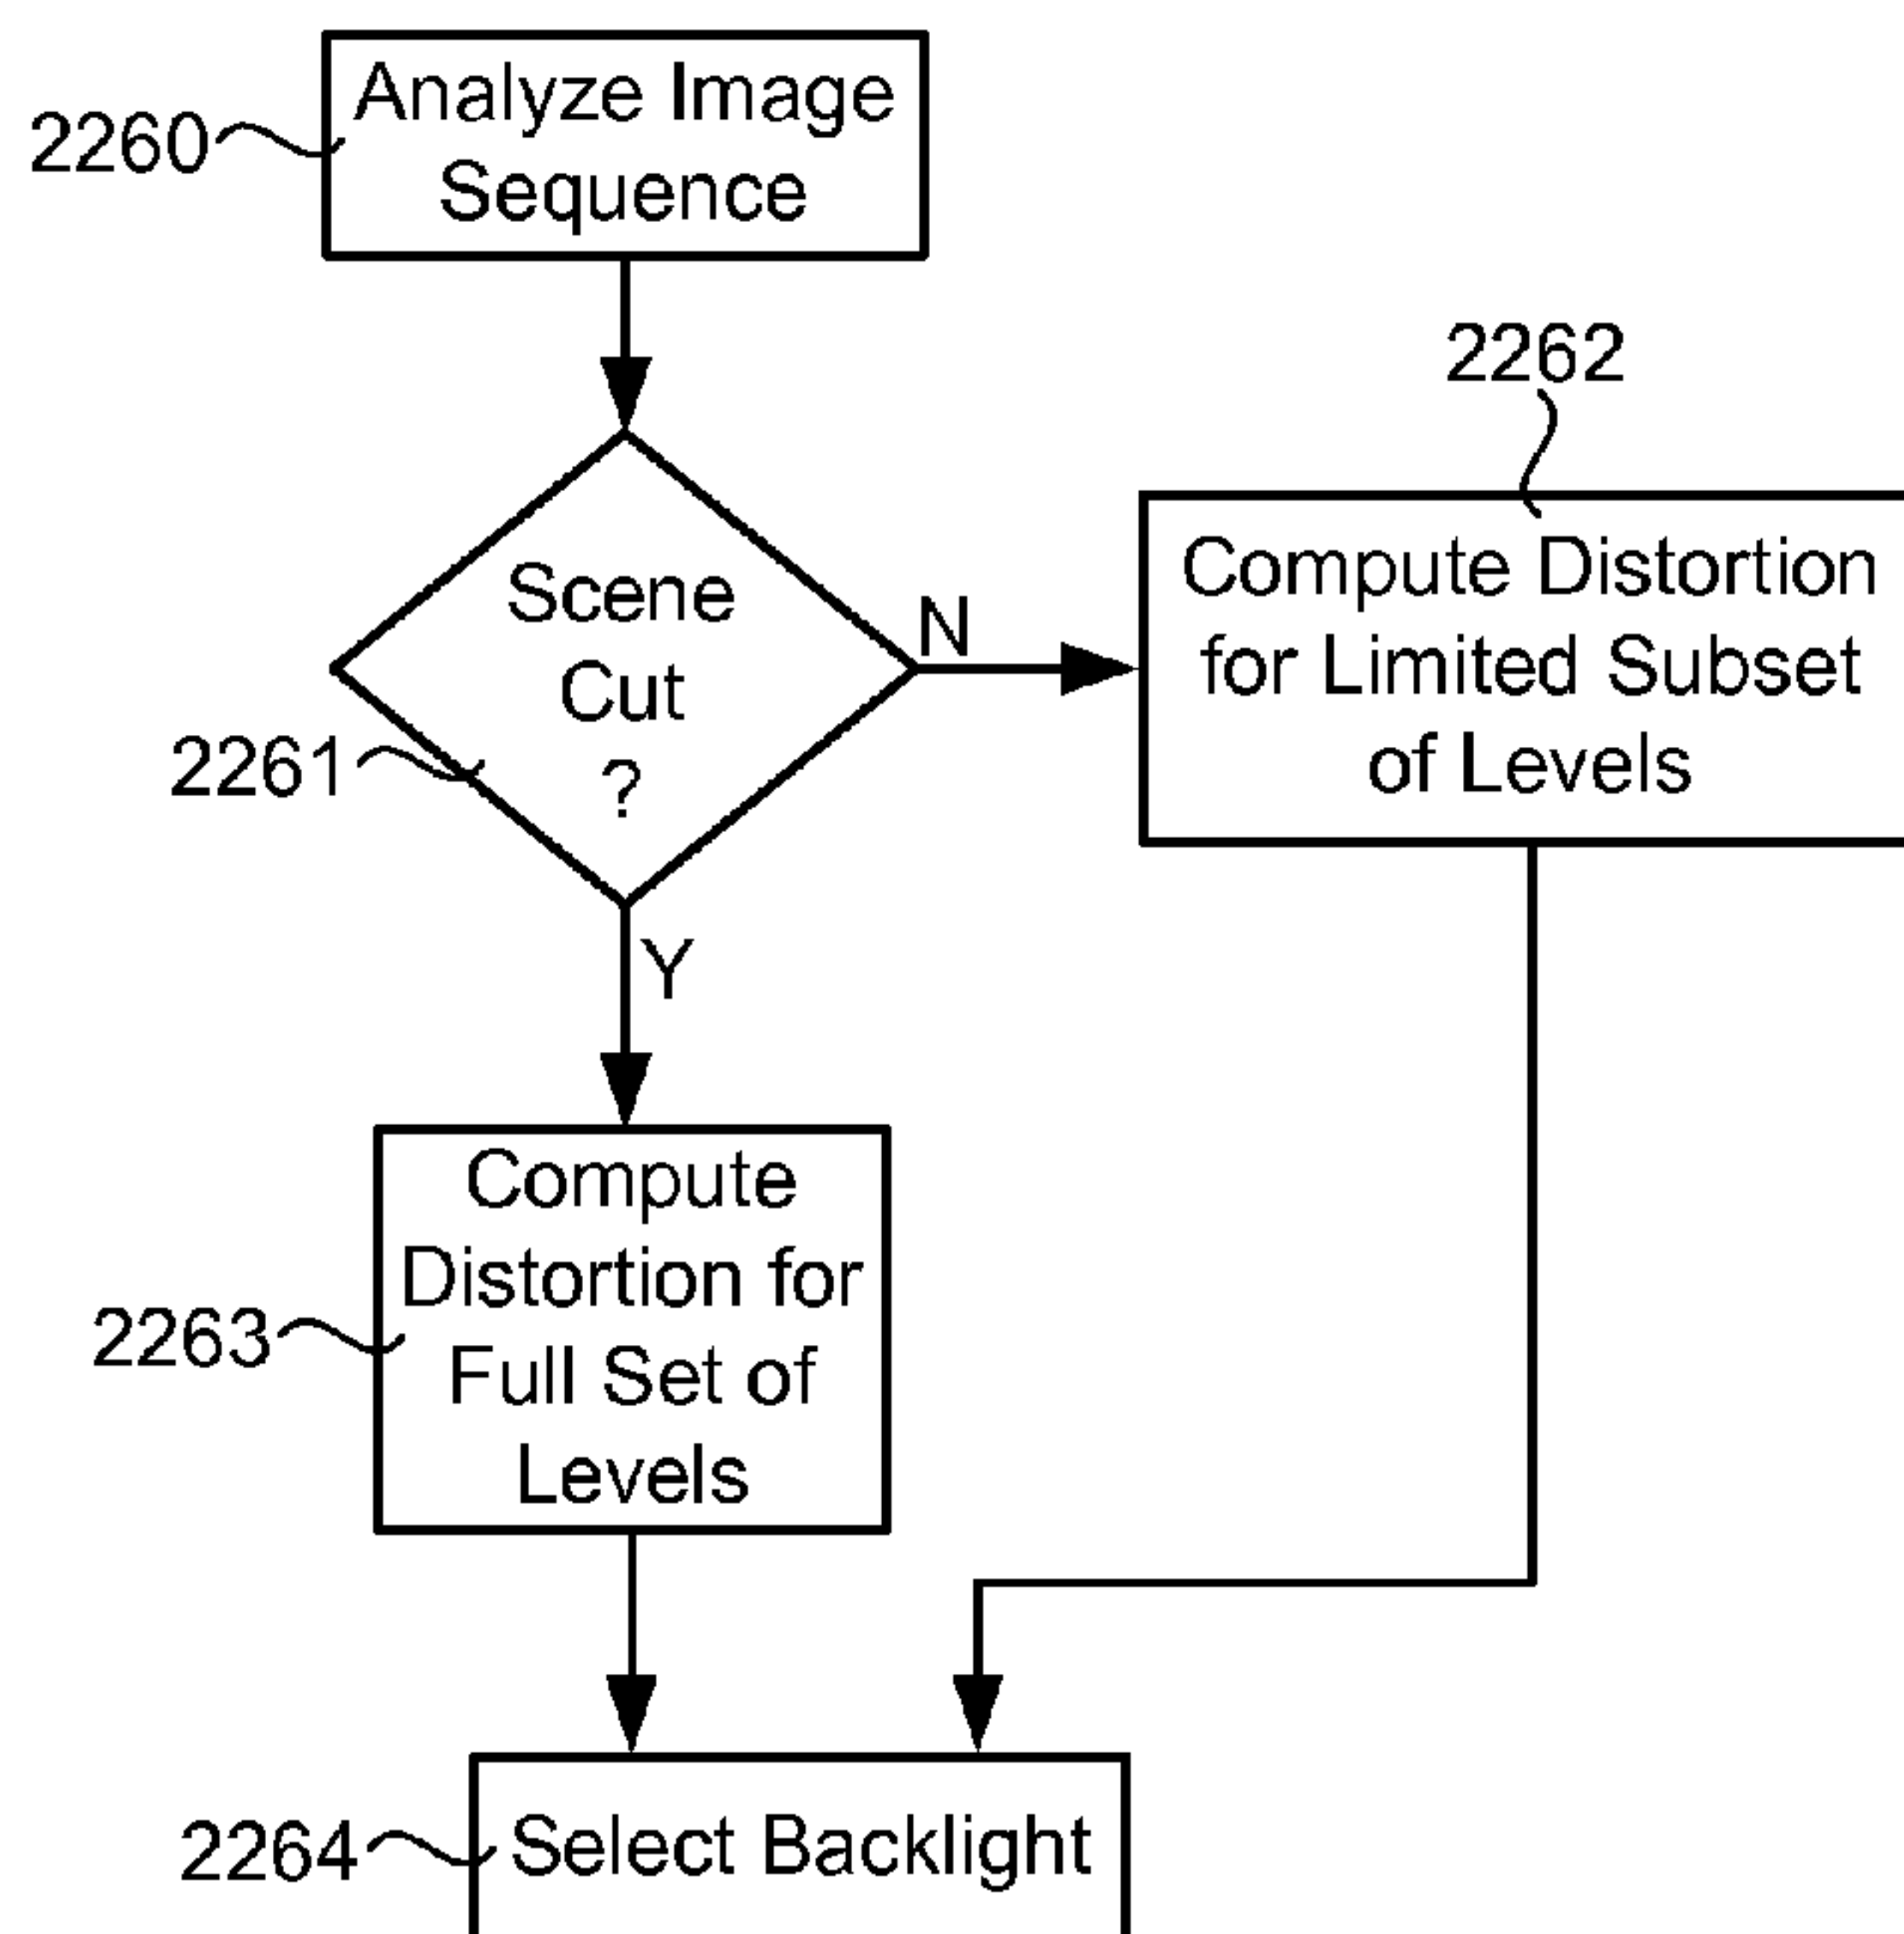 2260
Analyze Image
Sequence
2262
Scene
Cut
?
2261
N
Compute Distortion
for Limited Subset
of Levels
Y
2263
Compute
Distortion for
Full Set of
Levels
2264
Select Backlight